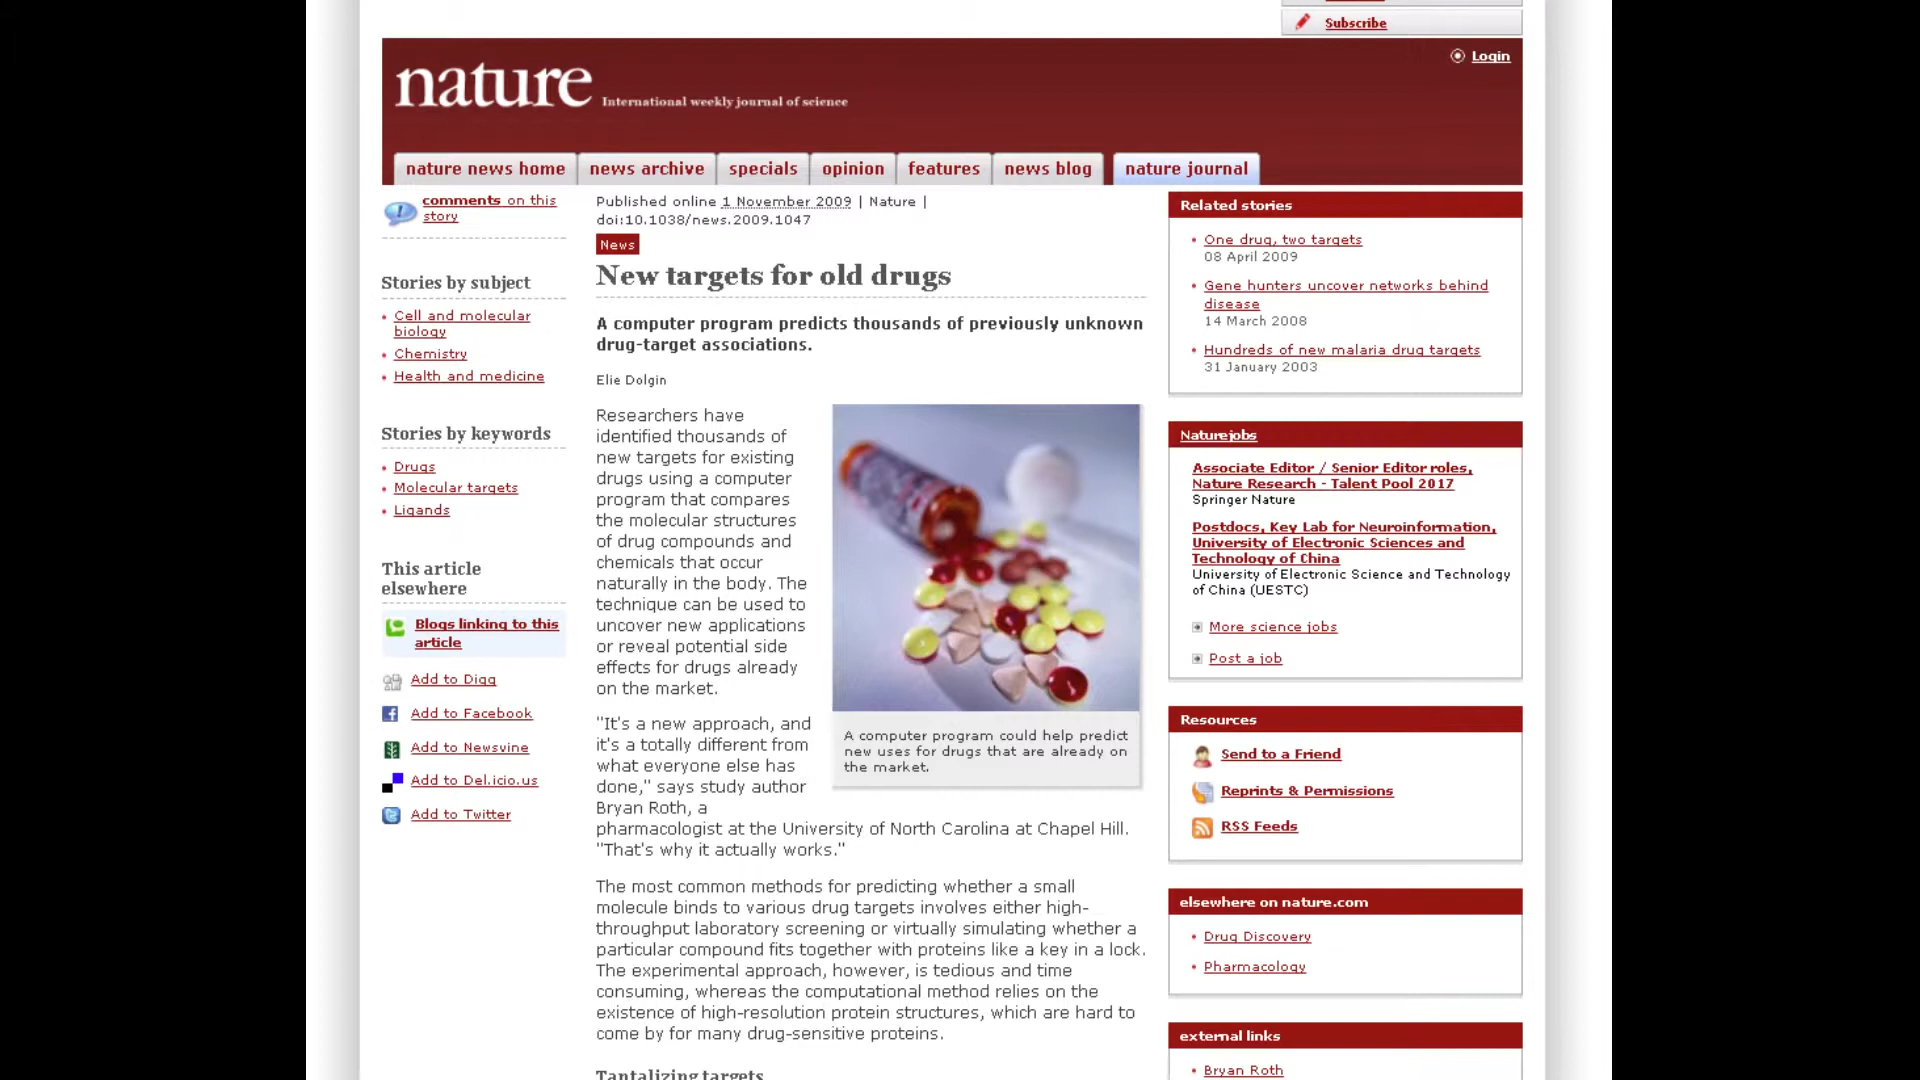 Subscribe
Login
nature International weekly journal of science
nature news home
news archive
specials
opinion
features
news blog
nature journal
comments on this
story
Stories by subject
Cell and molecular
biology
Chemistry
Health and medicine
Stories by keywords
Drugs
Molecular targets
Ligands
This article
elsewhere
Blogs linking to this
article
Add to Digg
Add to Facebook
Add to Newsvine
Add to Del.icio.us
Add to Twitter
Published online 1 November 2009 | Nature |
doi:10.1038/news.2009.1047
News
New targets for old drugs
A computer program predicts thousands of previously unknown
drug-target associations.
Elie Dolgin
Researchers have
identified thousands of
new targets for existing
drugs using a computer
program that compares
the molecular structures
of drug compounds and
chemicals that occur
naturally in the body. The
technique can be used to
uncover new applications
or reveal potential side
effects for drugs already
on the market.
A computer program could help predict
new uses for drugs that are already on
the market.
"It's a new approach, and
it's a totally different from
what everyone else has
done," says study author
Bryan Roth, a
pharmacologist at the University of North Carolina at Chapel Hill.
"That's why it actually works."
The most common methods for predicting whether a small
molecule binds to various drug targets involves either high-
throughput laboratory screening or virtually simulating whether a
particular compound fits together with proteins like a key in a lock.
The experimental approach, however, is tedious and time
consuming, whereas the computational method relies on the
existence of high-resolution protein structures, which are hard to
come by for many drug-sensitive proteins.
Tantalizing targets
Related stories
One drug, two targets
08 April 2009
Gene hunters uncover networks behind
disease
14 March 2008
Hundreds of new malaria drug targets
31 January 2003
Naturejobs
Associate Editor / Senior Editor roles,
Nature Research - Talent Pool 2017
Springer Nature
Postdocs, Key Lab for Neuroinformation,
University of Electronic Sciences and
Technology of China
University of Electronic Science and Technology
of China (UESTC)
More science jobs
Post a job
Resources
Send to a Friend
Reprints & Permissions
RSS Feeds
elsewhere on nature.com
Drug Discovery
Pharmacology
external links
Bryan Roth